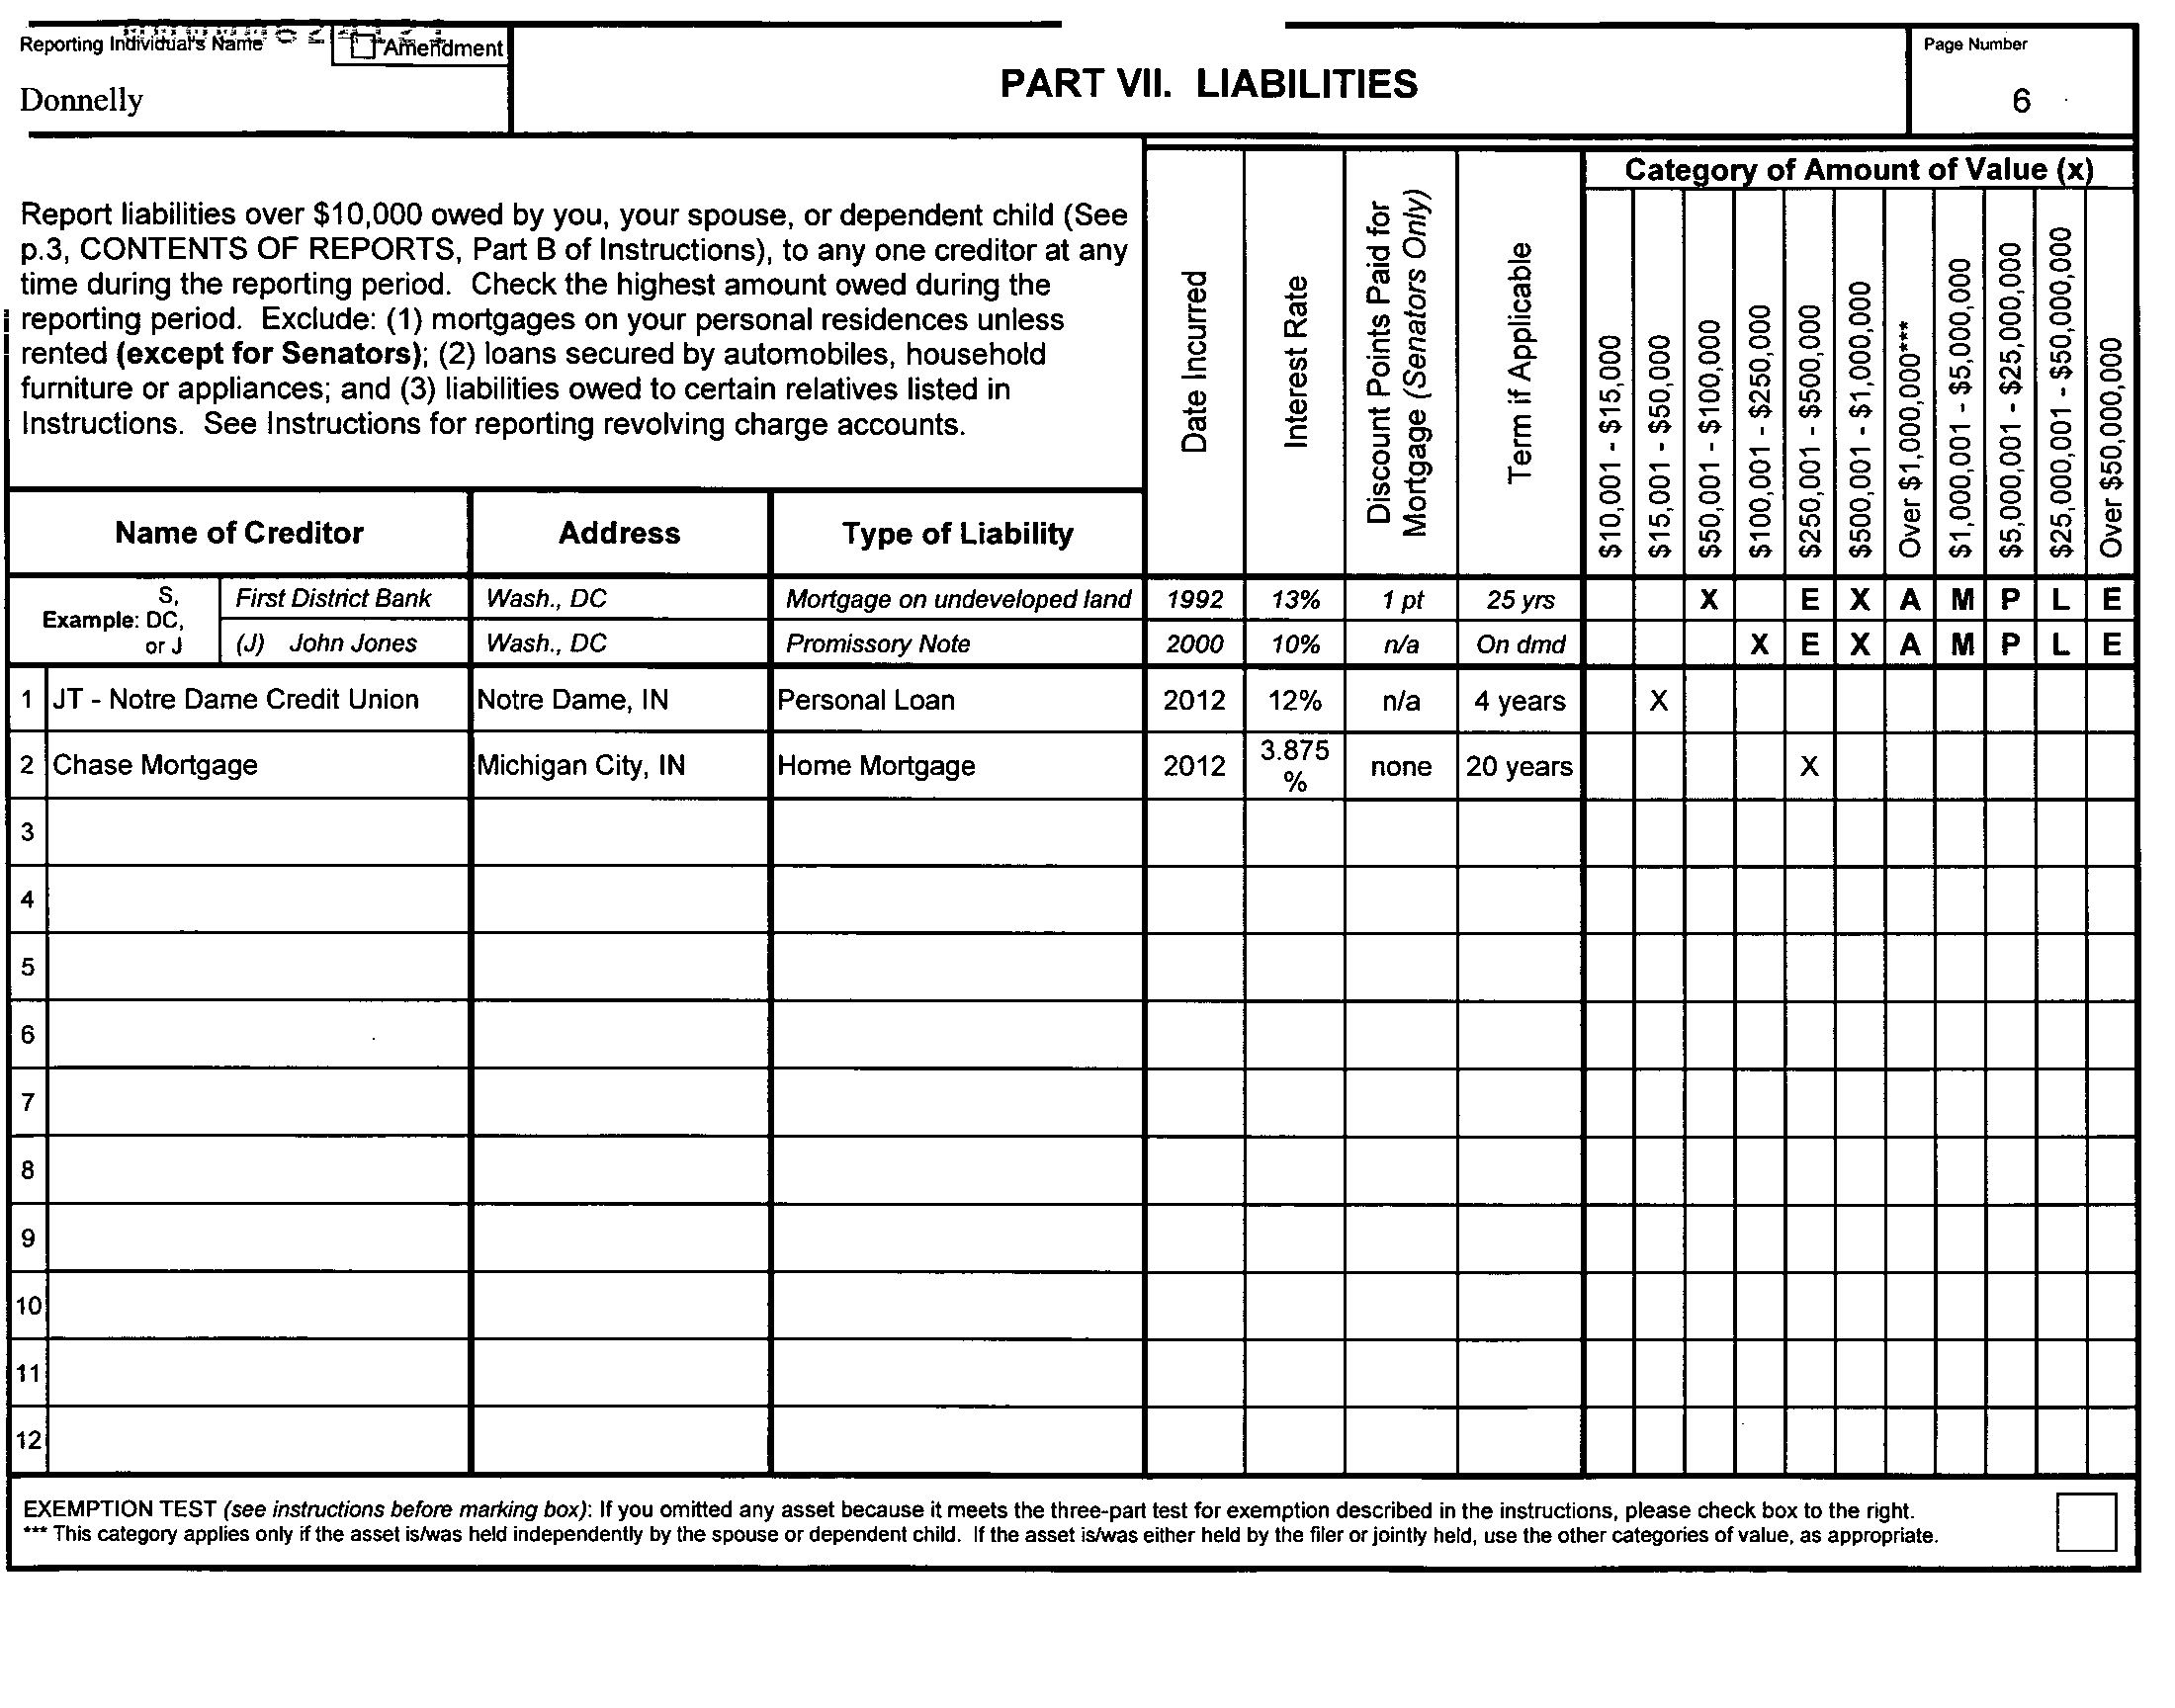 Reporting Individual's Name
Amendment
Donnelly
PART VII. LIABILITIES
Page Number
6
Report liabilities over $10,000 owed by you, your spouse, or dependent child (See
p.3, CONTENTS OF REPORTS, Part B of Instructions), to any one creditor at any
time during the reporting period. Check the highest amount owed during the
reporting period. Exclude: (1) mortgages on your personal residences unless
rented (except for Senators); (2) loans secured by automobiles, household
furniture or appliances; and (3) liabilities owed to certain relatives listed in
Instructions. See Instructions for reporting revolving charge accounts.
Name of Creditor
Address
Type of Liability
Date Incurred
Interest Rate
Discount Points Paid for
Mortgage (Senators Only)
Term if Applicable
Category of Amount of Value (x)
$10,001 - $15,000
$15,001 - $50,000
$50,001 - $100,000
$100,001 - $250,000
$250,001 - $500,000
$500,001 - $1,000,000
Over $1,000,000***
$1,000,001 - $5,000,000
$5,000,001 - $25,000,000
$25,000,001 - $50,000,000
Over $50,000,000
Example: S, DC, or J
First District Bank Wash., DC Mortgage on undeveloped land 1992 13% 1 pt 25 yrs X E X A M P L E
(J) John Jones Wash., DC Promissory Note 2000 10% n/a On dmd X E X A M P L E
1 JT - Notre Dame Credit Union Notre Dame, IN Personal Loan 2012 12% n/a 4 years X
2 Chase Mortgage Michigan City, IN Home Mortgage 2012 3.875 % none 20 years X
3
4
5
6
7
8
9
10
11
12
EXEMPTION TEST (see instructions before marking box): If you omitted any asset because it meets the three-part test for exemption described in the instructions, please check box to the right.
*** This category applies only if the asset is/was held independently by the spouse or dependent child. If the asset is/was either held by the filer or jointly held, use the other categories of value, as appropriate.